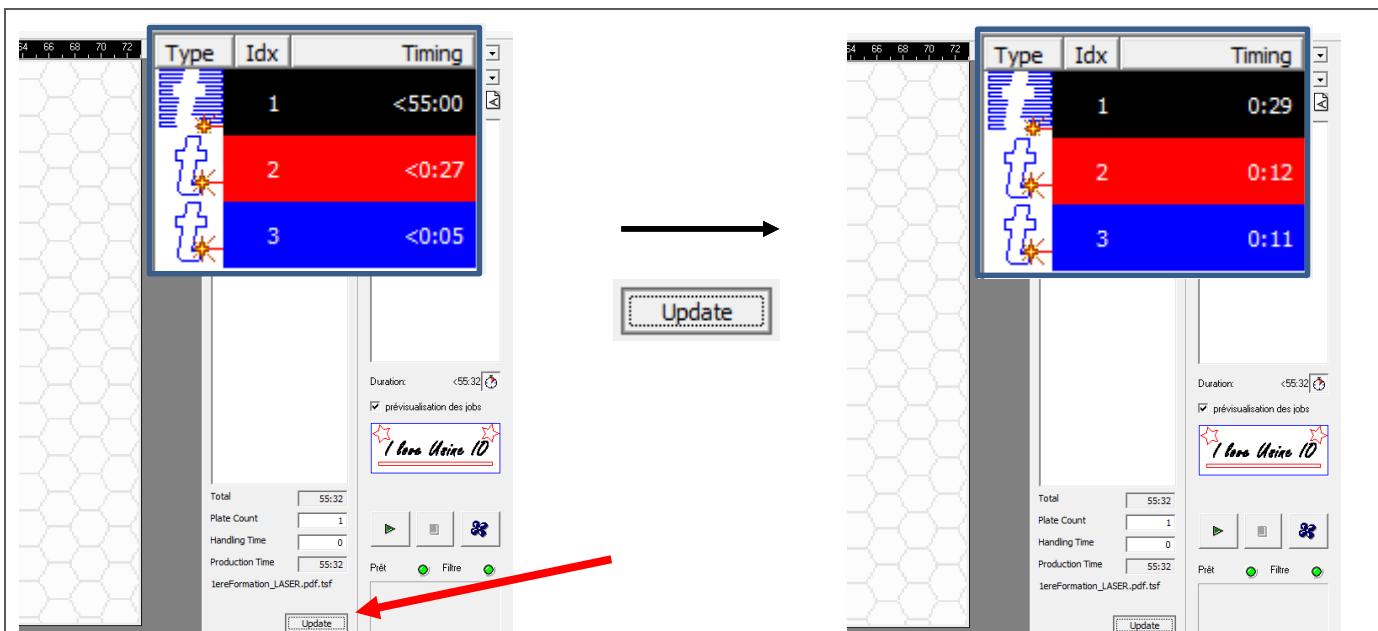 64 66 68 70 72
Type Idx Timing
1 <55:00
2 <0:27
3 <0:05
Duration: <55:32
prévisualisation des jobs
I love Usine IO
Total 55:32
Plate Count 1
Handling Time 0
Production Time 55:32
Prêt Filtre
1ereFormation_LASER.pdf.tsf
Update
Update
64 66 68 70 72
Type Idx Timing
1 0:29
2 0:12
3 0:11
Duration: <55:32
prévisualisation des jobs
I love Usine IO
Total 55:32
Plate Count 1
Handling Time 0
Production Time 55:32
Prêt Filtre
1ereFormation_LASER.pdf.tsf
Update